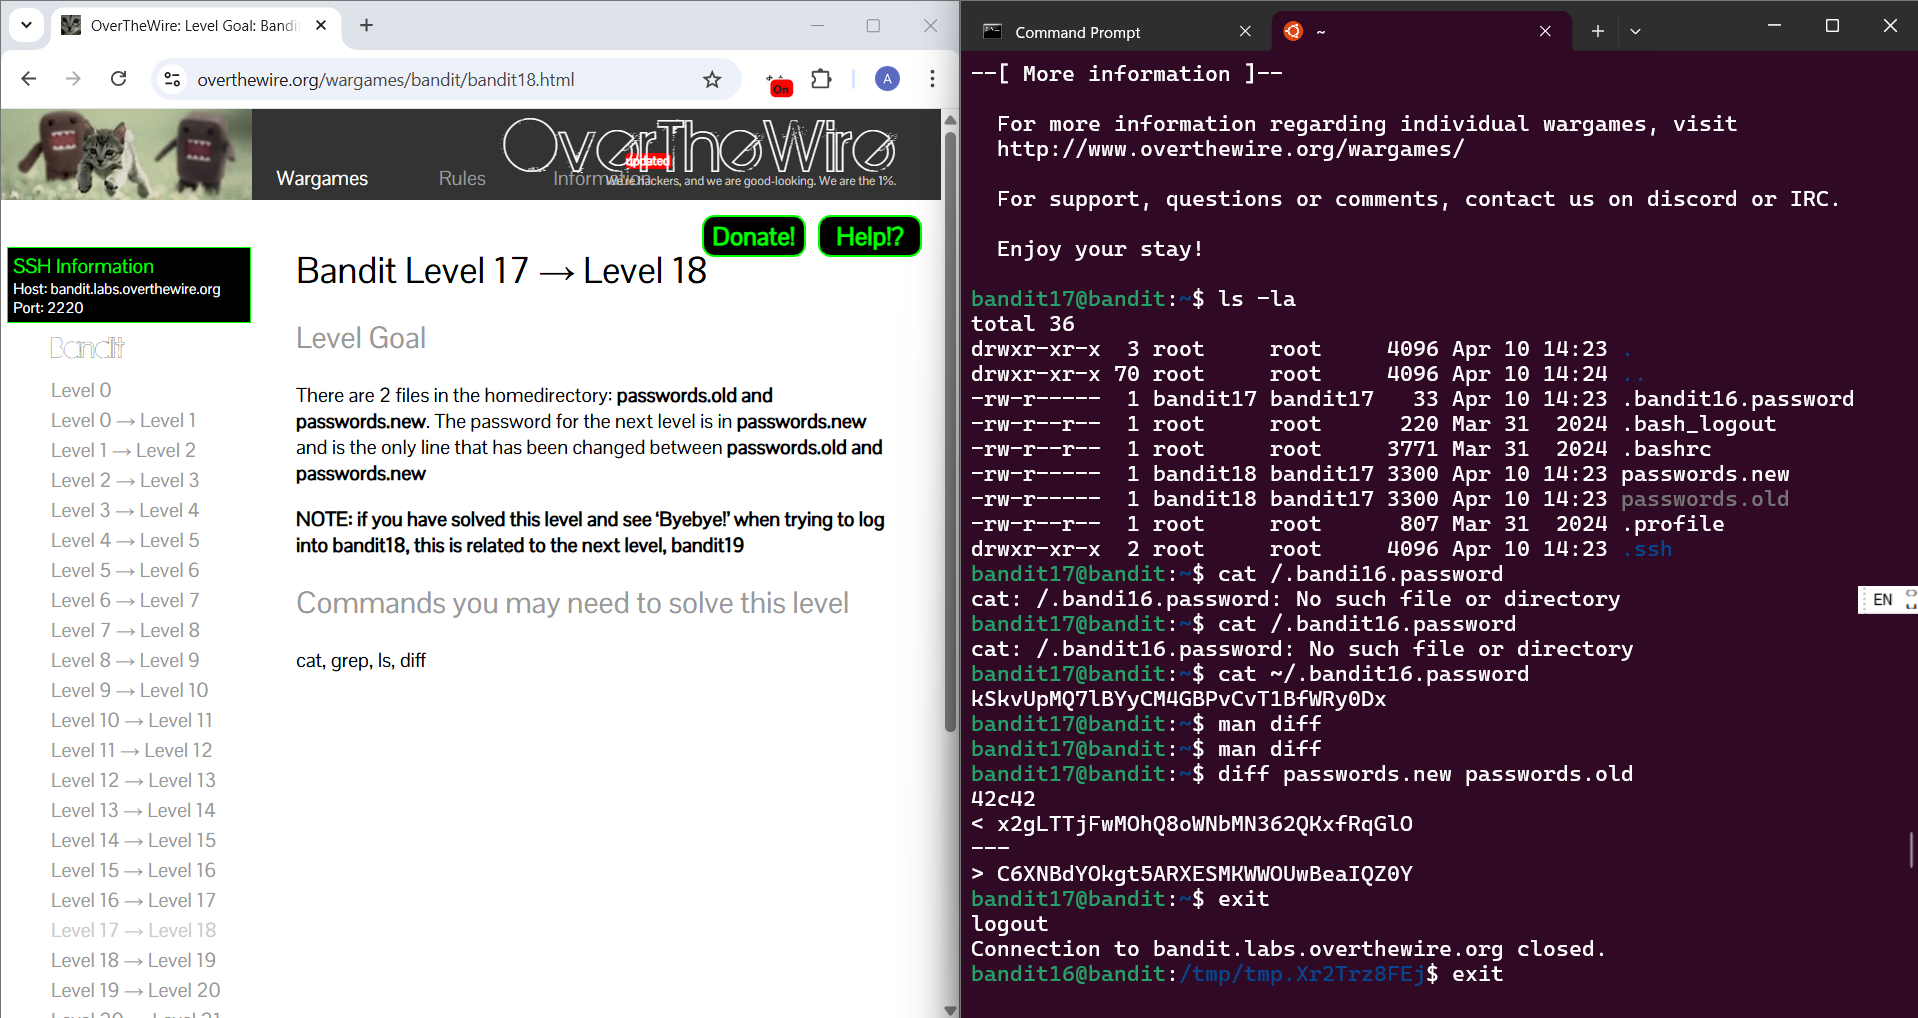 OverTheWire: Level Goal: Bandi
overthewire.org/wargames/bandit/bandit18.html
On
A
Wargames
Rules
Information
OverTheWire
updated
We're hackers, and we are good-looking. We are the 1%.
Donate!
Help!?
SSH Information
Host: bandit.labs.overthewire.org
Port: 2220
Bandit
Level 0
Level 0 → Level 1
Level 1 → Level 2
Level 2 → Level 3
Level 3 → Level 4
Level 4 → Level 5
Level 5 → Level 6
Level 6 → Level 7
Level 7 → Level 8
Level 8 → Level 9
Level 9 → Level 10
Level 10 → Level 11
Level 11 → Level 12
Level 12 → Level 13
Level 13 → Level 14
Level 14 → Level 15
Level 15 → Level 16
Level 16 → Level 17
Level 17 → Level 18
Level 18 → Level 19
Level 19 → Level 20
Bandit Level 17 → Level 18
Level Goal
There are 2 files in the homedirectory: passwords.old and
passwords.new. The password for the next level is in passwords.new
and is the only line that has been changed between passwords.old and
passwords.new
NOTE: if you have solved this level and see ‘Byebye!’ when trying to log
into bandit18, this is related to the next level, bandit19
Commands you may need to solve this level
cat, grep, ls, diff
Command Prompt
~
--[ More information ]--
For more information regarding individual wargames, visit
http://www.overthewire.org/wargames/
For support, questions or comments, contact us on discord or IRC.
Enjoy your stay!
bandit17@bandit:~$ ls -la
total 36
drwxr-xr-x  3 root     root     4096 Apr 10 14:23 .
drwxr-xr-x 70 root     root     4096 Apr 10 14:24 ..
-rw-r-----  1 bandit17 bandit17   33 Apr 10 14:23 .bandit16.password
-rw-r--r--  1 root     root      220 Mar 31  2024 .bash_logout
-rw-r--r--  1 root     root     3771 Mar 31  2024 .bashrc
-rw-r-----  1 bandit18 bandit17 3300 Apr 10 14:23 passwords.new
-rw-r-----  1 bandit18 bandit17 3300 Apr 10 14:23 passwords.old
-rw-r--r--  1 root     root      807 Mar 31  2024 .profile
drwxr-xr-x  2 root     root     4096 Apr 10 14:23 .ssh
bandit17@bandit:~$ cat /.bandi16.password
cat: /.bandi16.password: No such file or directory
bandit17@bandit:~$ cat /.bandit16.password
cat: /.bandit16.password: No such file or directory
bandit17@bandit:~$ cat ~/.bandit16.password
kSkvUpMQ7lBYyCM4GBPvCvT1BfWRy0Dx
bandit17@bandit:~$ man diff
bandit17@bandit:~$ man diff
bandit17@bandit:~$ diff passwords.new passwords.old
42c42
< x2gLTTjFwMOhQ8oWNbMN362QKxfRqGlO
---
> C6XNBdYOkgt5ARXESMKWWOUwBeaIQZ0Y
bandit17@bandit:~$ exit
logout
Connection to bandit.labs.overthewire.org closed.
bandit16@bandit:/tmp/tmp.Xr2Trz8FEj$ exit
EN